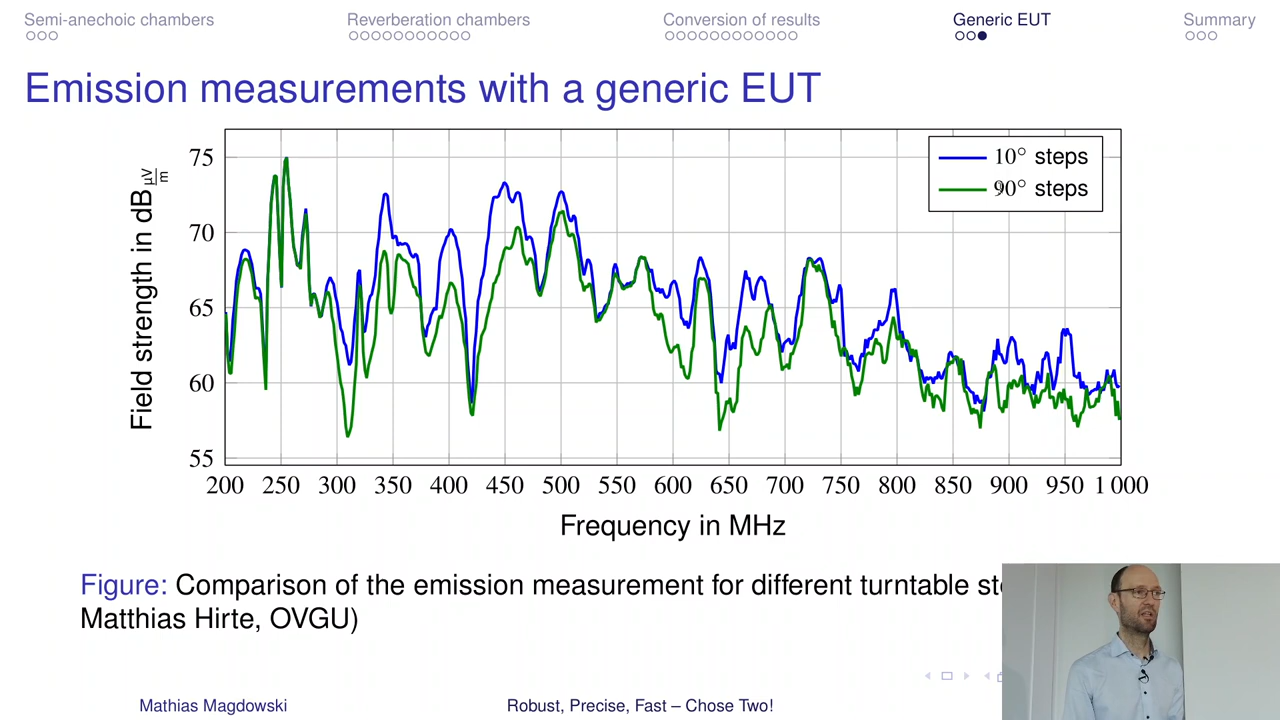 Semi-anechoic chambers
Reverberation chambers
Conversion of results
Generic EUT
Summary
Emission measurements with a generic EUT
10° steps
90° steps
Field strength in dB µV/m
75
70
65
60
55
200 250 300 350 400 450 500 550 600 650 700 750 800 850 900 950 1 000
Frequency in MHz
Figure: Comparison of the emission measurement for different turntable
Matthias Hirte, OVGU)
Mathias Magdowski
Robust, Precise, Fast – Chose Two!